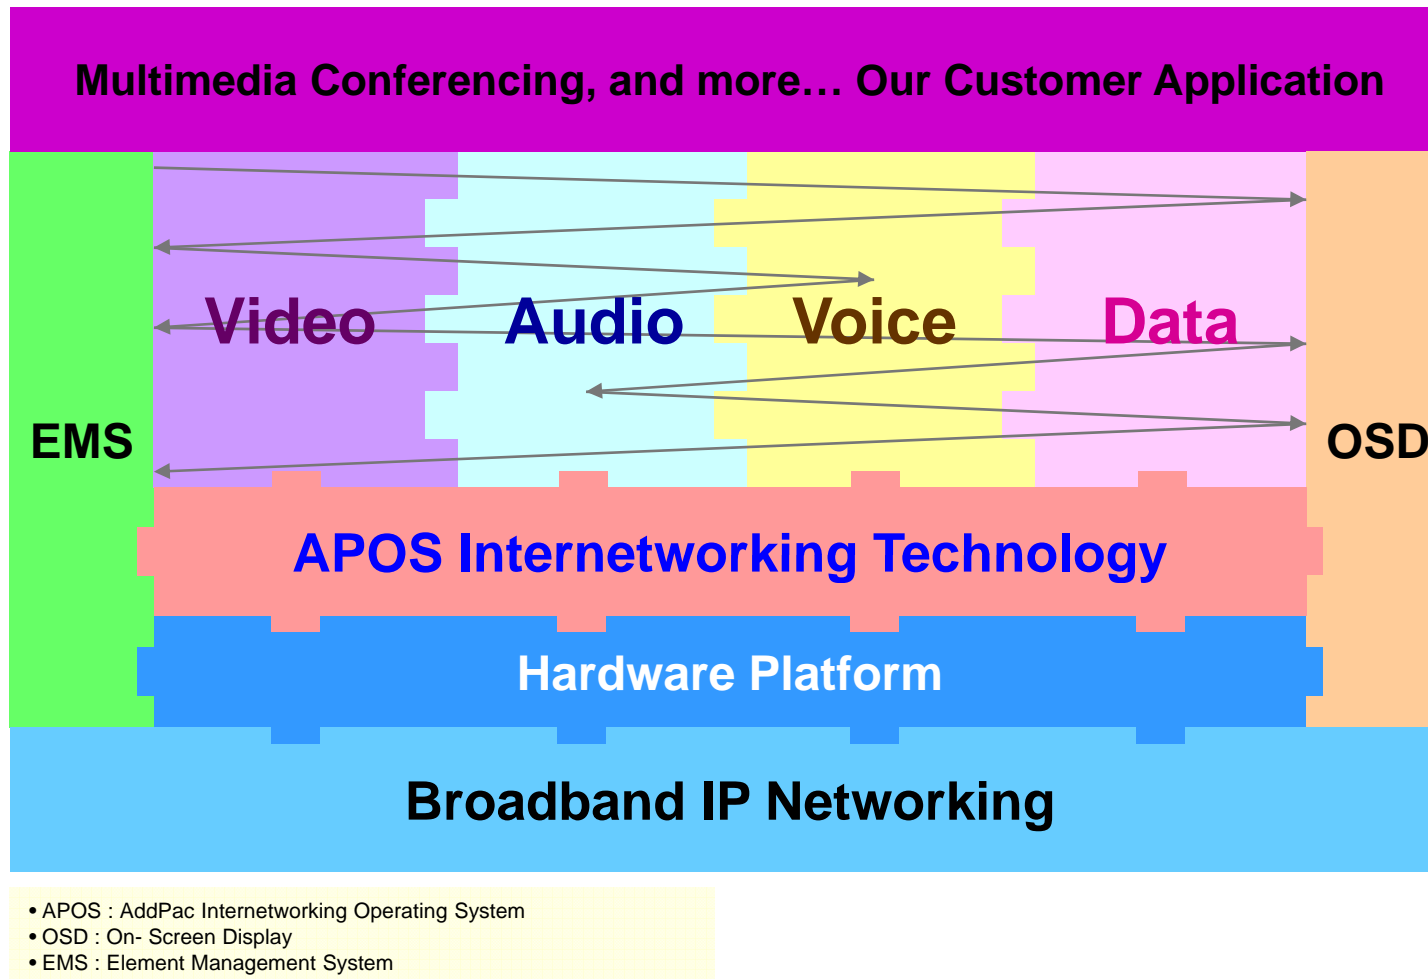 Multimedia Conferencing, and more… Our Customer Application
Video Audio Voice Data
EMS
OSD
APOS Internetworking Technology
Hardware Platform
Broadband IP Networking
• APOS : AddPac Internetworking Operating System
• OSD : On- Screen Display
• EMS : Element Management System